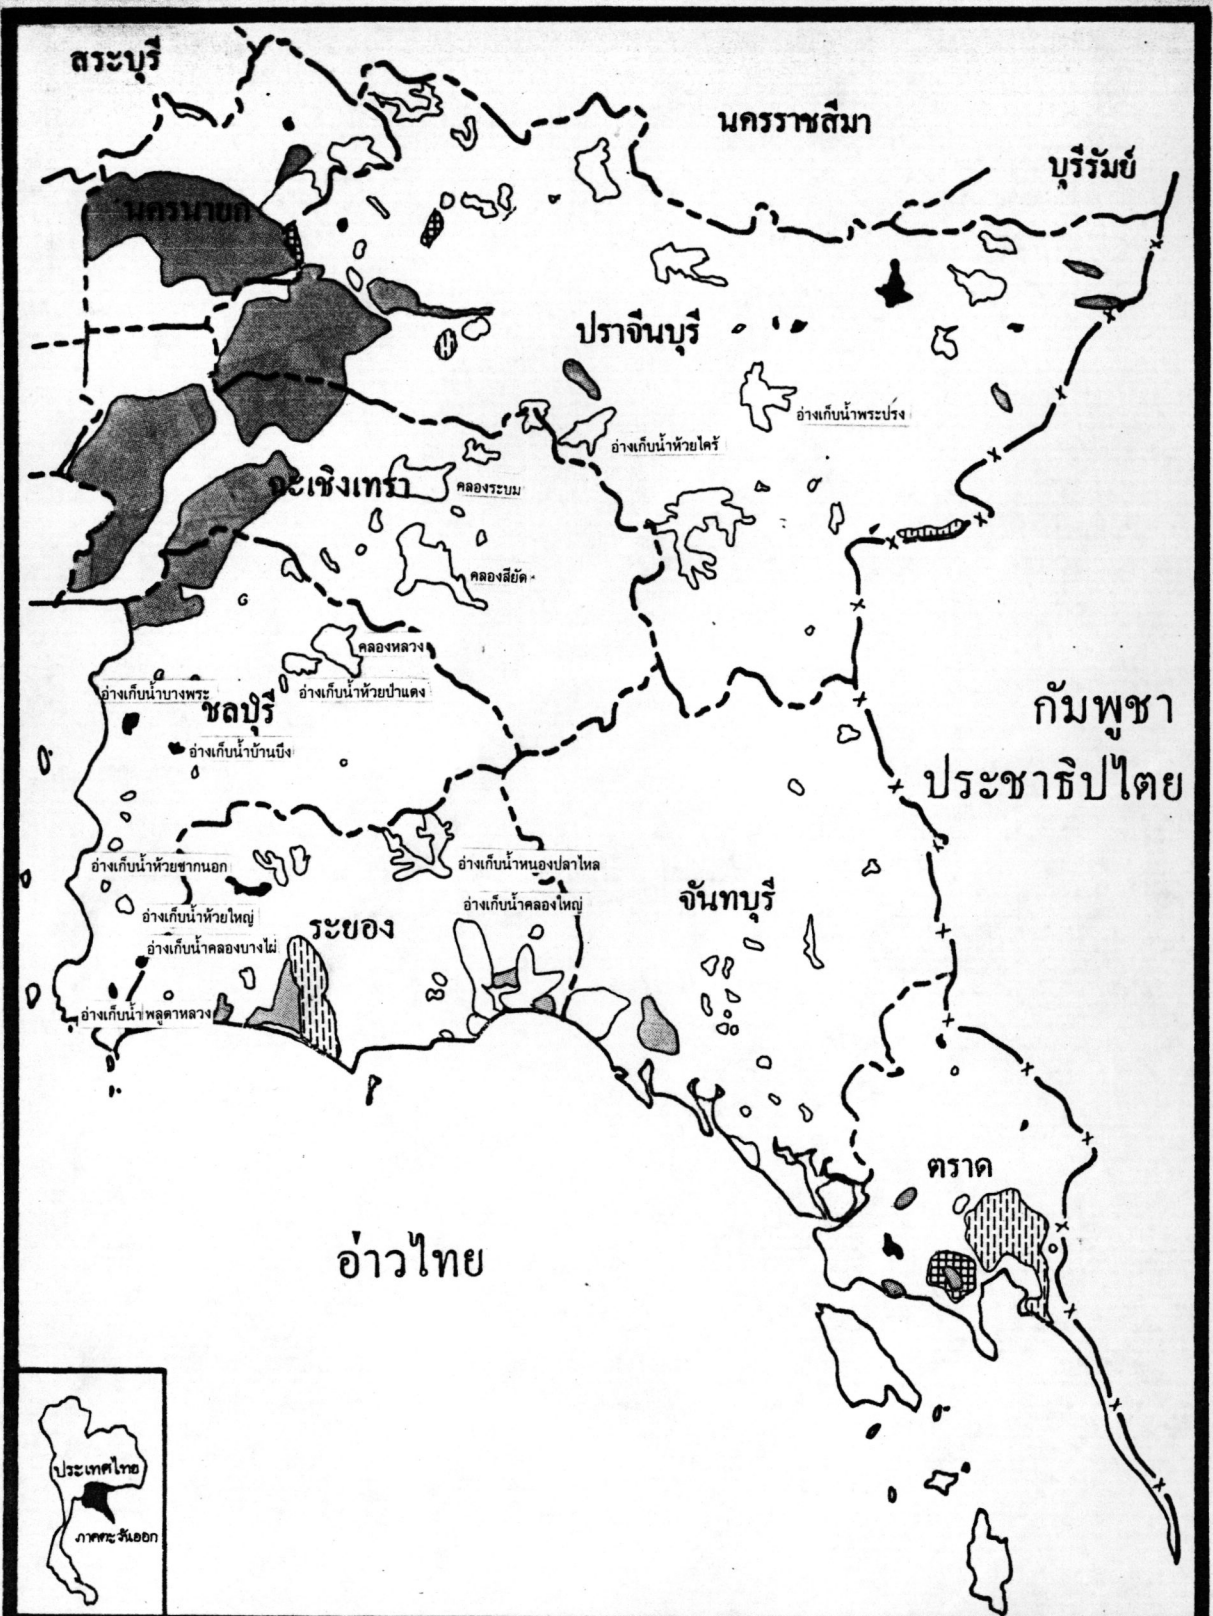 สระบุรี
นครราชสีมา
บุรีรัมย์
นครนายก
ปราจีนบุรี
อ่างเก็บน้ำพระปรง
อ่างเก็บน้ำห้วยไคร้
ฉะเชิงเทรา
คลองระบม
คลองสียัด
คลองหลวง
อ่างเก็บน้ำบางพระ
อ่างเก็บน้ำห้วยป่าแดง
ชลบุรี
กัมพูชา
ประชาธิปไตย
อ่างเก็บน้ำบ้านบึง
อ่างเก็บน้ำห้วยซากนอก
อ่างเก็บน้ำหนองปลาไหล
อ่างเก็บน้ำห้วยใหญ่
อ่างเก็บน้ำคลองใหญ่
จันทบุรี
ระยอง
อ่างเก็บน้ำคลองบางไผ่
อ่างเก็บน้ำพลูตาหลวง
ตราด
อ่าวไทย
ประเทศไทย
ภาคตะวันออก